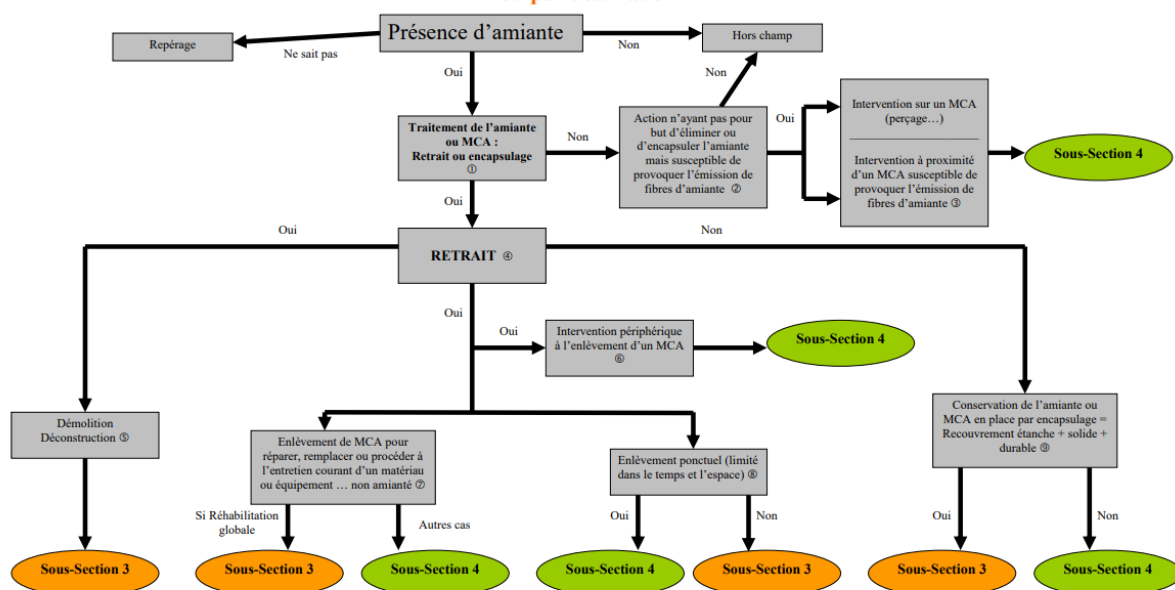 Présence d'amiante
Repérage
Ne sait pas
Non
Hors champ
Oui
Non
Traitement de l'amiante
ou MCA :
Retrait ou encapsulage
①
Non
Action n'ayant pas pour
but d'éliminer ou
d'encapsuler l'amiante
mais susceptible de
provoquer l'émission de
fibres d'amiante ②
Oui
Intervention sur un MCA
(perçage…)
Intervention à proximité
d'un MCA susceptible de
provoquer l'émission de
fibres d'amiante ③
Sous-Section 4
Oui
Oui
RETRAIT ④
Non
Oui
Oui
Intervention périphérique
à l'enlèvement d'un MCA
⑥
Sous-Section 4
Démolition
Déconstruction ⑤
Enlèvement de MCA pour
réparer, remplacer ou procéder à
l'entretien courant d'un matériau
ou équipement … non amianté ⑦
Enlèvement ponctuel (limité
dans le temps et l'espace) ⑧
Conservation de l'amiante ou
MCA en place par encapsulage =
Recouvrement étanche + solide +
durable ⑨
Si Réhabilitation
globale
Autres cas
Oui
Non
Oui
Non
Sous-Section 3
Sous-Section 3
Sous-Section 4
Sous-Section 4
Sous-Section 3
Sous-Section 3
Sous-Section 4